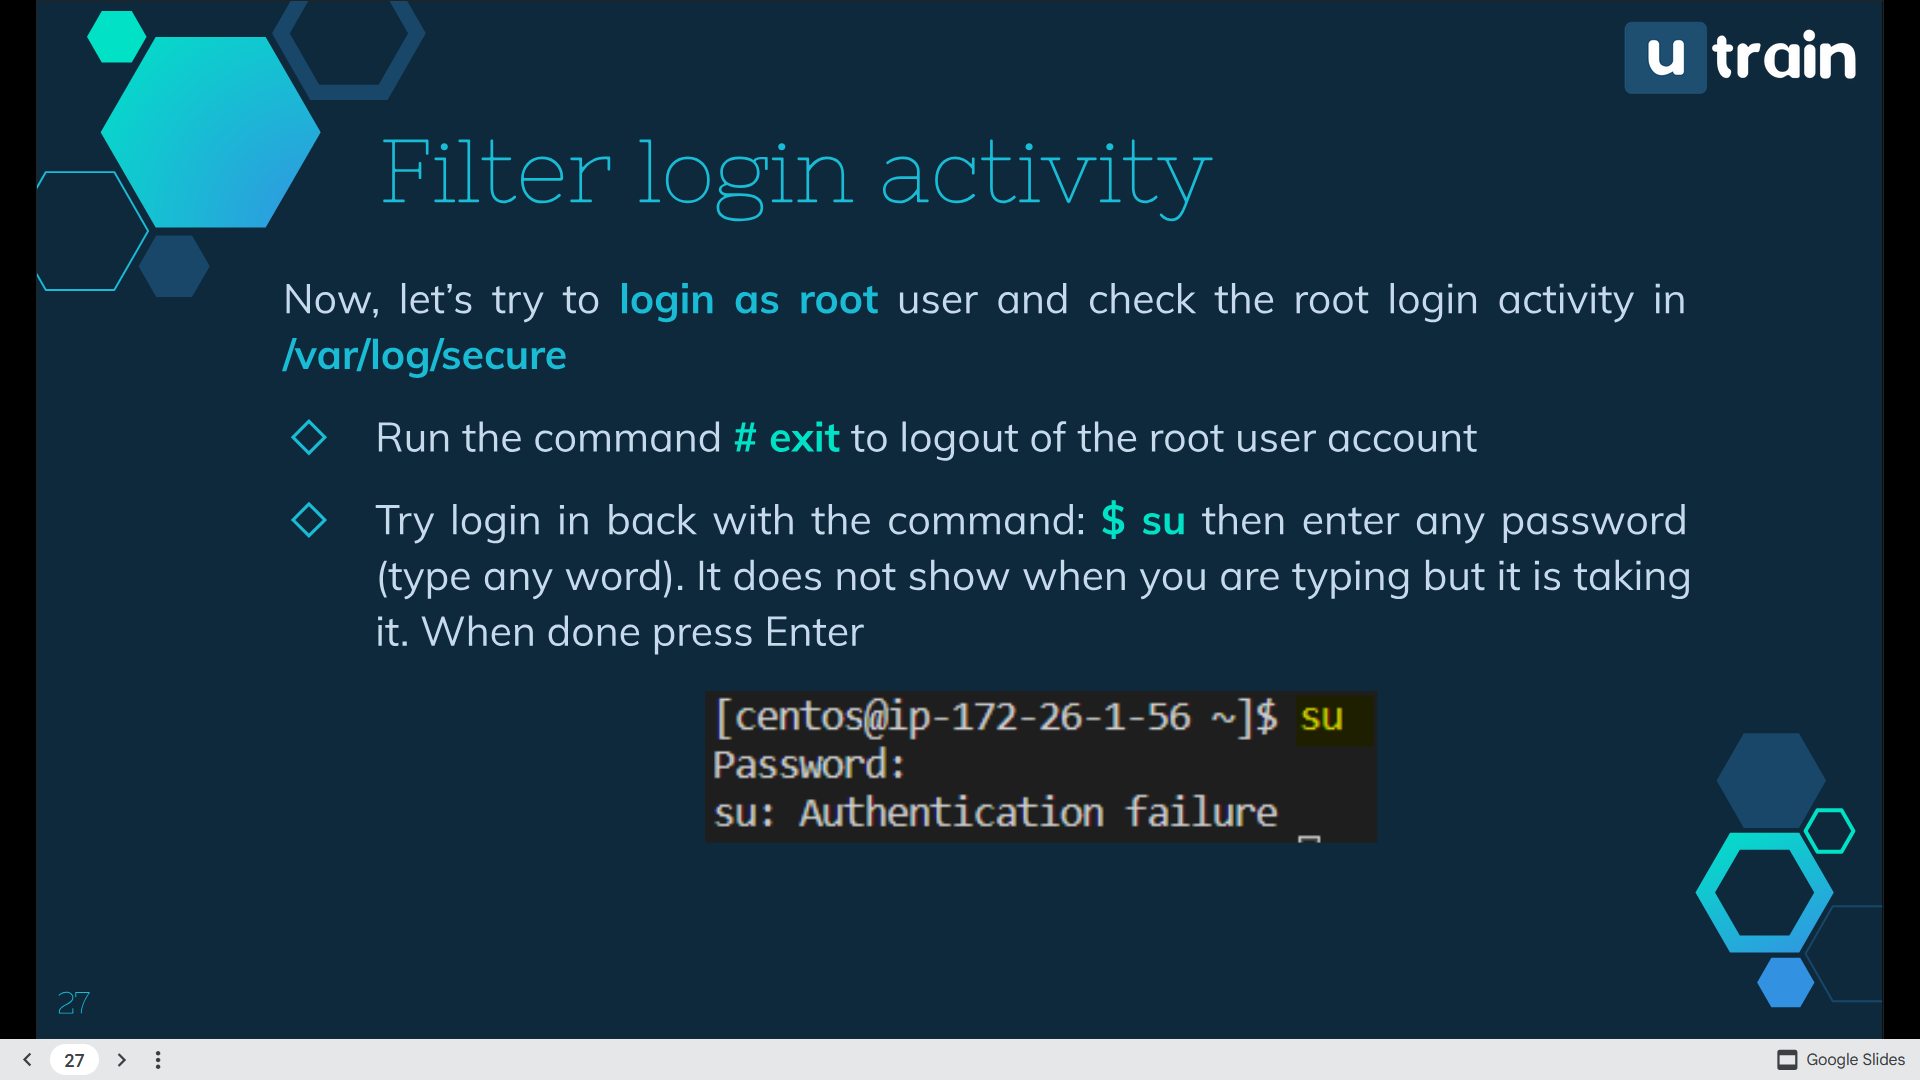 u train
Filter login activity
Now, let’s try to login as root user and check the root login activity in
/var/log/secure
Run the command # exit to logout of the root user account
Try login in back with the command: $ su then enter any password
(type any word). It does not show when you are typing but it is taking
it. When done press Enter
[centos@ip-172-26-1-56 ~]$ su
Password:
su: Authentication failure
27
27
Google Slides